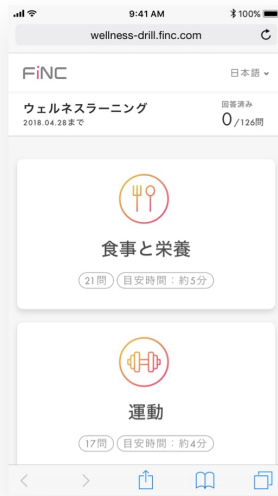 9:41 AM
100%
wellness-drill.finc.com
FiNC
日本語
ウェルネスラーニング
回答済み
2018.04.28まで
0/126問
食事と栄養
21問
目安時間：約5分
運動
17問
目安時間：約4分